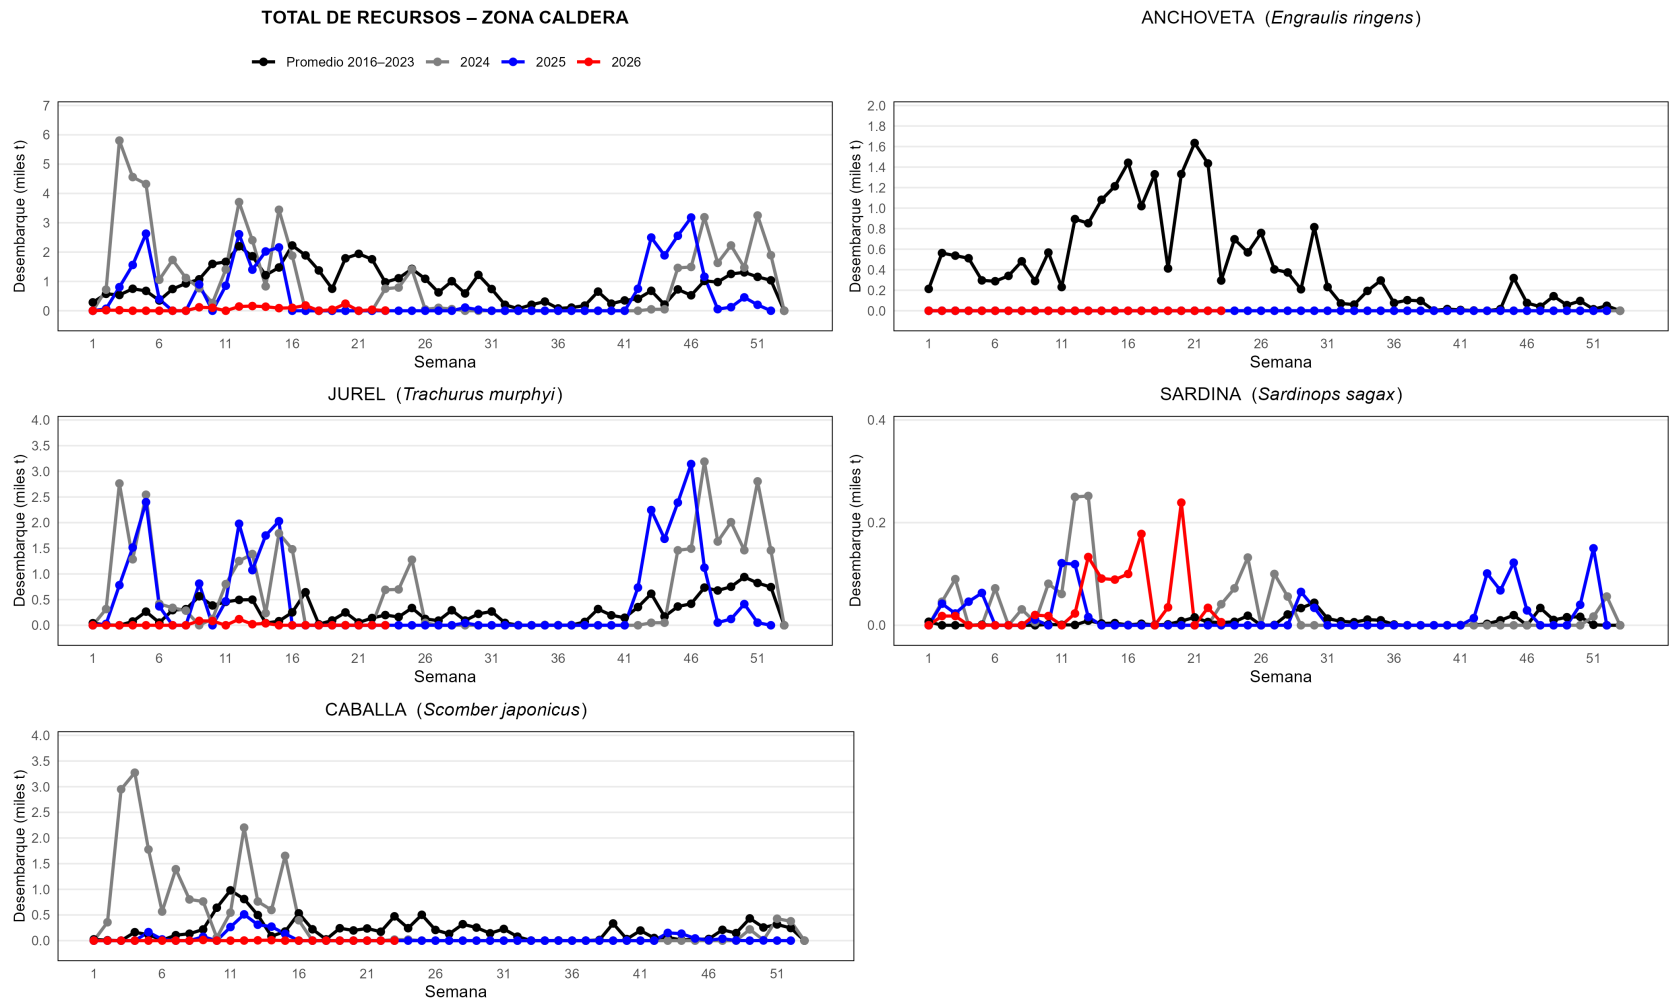 TOTAL DE RECURSOS – ZONA CALDERA
Promedio 2016–2023 2024 2025 2026
Desembarque (miles t)
7
6
5
4
3
2
1
0
1 6 11 16 21 26 31 36 41 46 51
Semana
ANCHOVETA (Engraulis ringens)
Desembarque (miles t)
2.0
1.8
1.6
1.4
1.2
1.0
0.8
0.6
0.4
0.2
0.0
1 6 11 16 21 26 31 36 41 46 51
Semana
JUREL (Trachurus murphyi)
Desembarque (miles t)
4.0
3.5
3.0
2.5
2.0
1.5
1.0
0.5
0.0
1 6 11 16 21 26 31 36 41 46 51
Semana
SARDINA (Sardinops sagax)
Desembarque (miles t)
0.4
0.2
0.0
1 6 11 16 21 26 31 36 41 46 51
Semana
CABALLA (Scomber japonicus)
Desembarque (miles t)
4.0
3.5
3.0
2.5
2.0
1.5
1.0
0.5
0.0
1 6 11 16 21 26 31 36 41 46 51
Semana